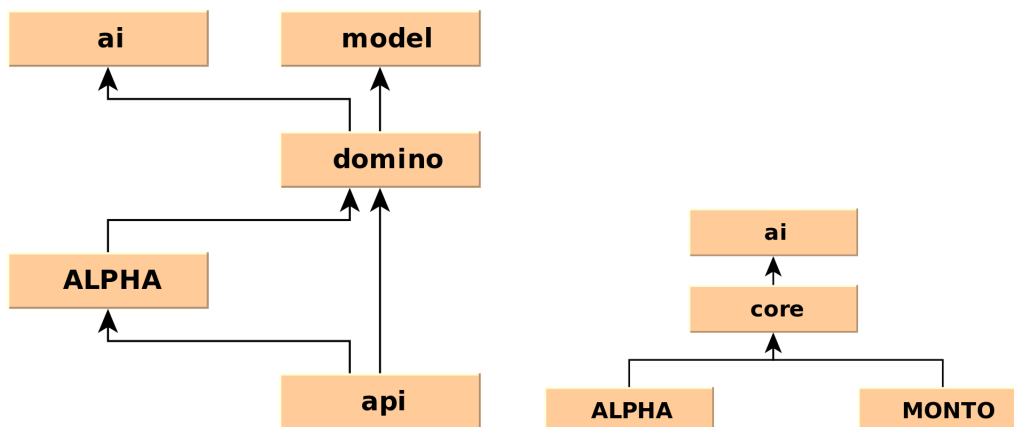 ai
model
domino
ALPHA
api
ai
core
ALPHA
MONTO